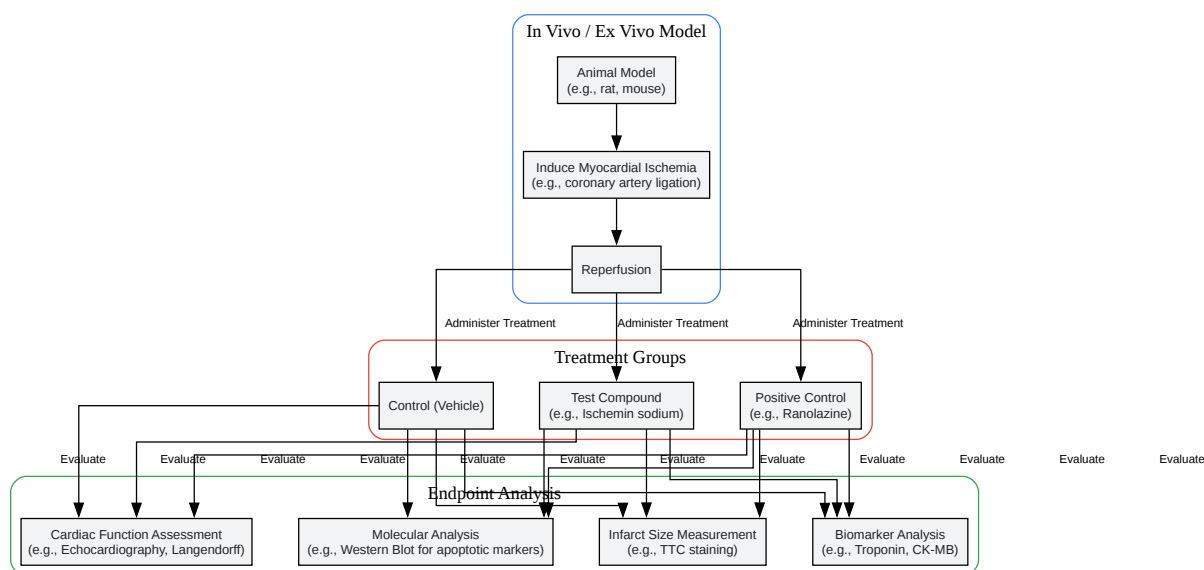 In Vivo / Ex Vivo Model
Animal Model
(e.g., rat, mouse)
Induce Myocardial Ischemia
(e.g., coronary artery ligation)
Reperfusion
Administer Treatment
Administer Treatment
Administer Treatment
Treatment Groups
Control (Vehicle)
Test Compound
(e.g., Ischemin sodium)
Positive Control
(e.g., Ranolazine)
Evaluate
Evaluate
Evaluate
Evaluate
Evaluate
Evaluate
Evaluate
Evaluate
Evaluate
Evaluate
Evaluate
Evaluate
Endpoint Analysis
Cardiac Function Assessment
(e.g., Echocardiography, Langendorff)
Molecular Analysis
(e.g., Western Blot for apoptotic markers)
Infarct Size Measurement
(e.g., TTC staining)
Biomarker Analysis
(e.g., Troponin, CK-MB)